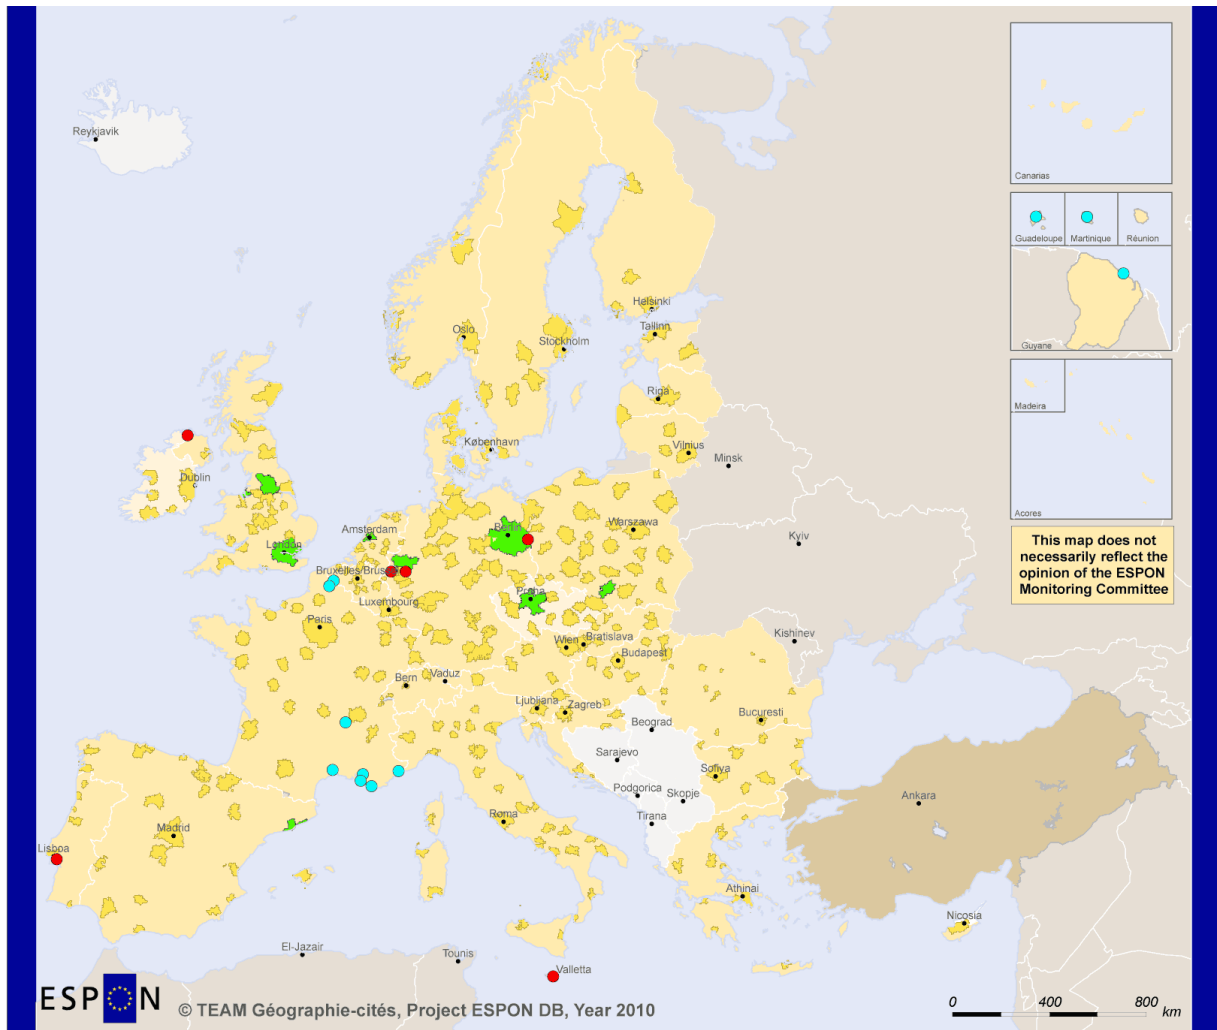 Reykjavik
Canarias
Guadeloupe
Martinique
Réunion
Guyane
Madeira
Acores
Helsinki
Tallinn
Oslo
Stockholm
Riga
København
Vilnius
Minsk
Dublin
Amsterdam
Berlin
Warszawa
London
Kyiv
This map does not
necessarily reflect the
opinion of the ESPON
Monitoring Committee
Praha
Luxembourg
Paris
Wien
Bratislava
Kishinev
Budapest
Bern
Vaduz
Ljubljana
Zagreb
Bucuresti
Beograd
Sarajevo
Sofiya
Podgorica
Skopje
Ankara
Tirana
Roma
Madrid
Lisboa
Athinai
Nicosia
El-Jazair
Tounis
Valletta
ESPON
© TEAM Géographie-cités, Project ESPON DB, Year 2010
0 400 800
km